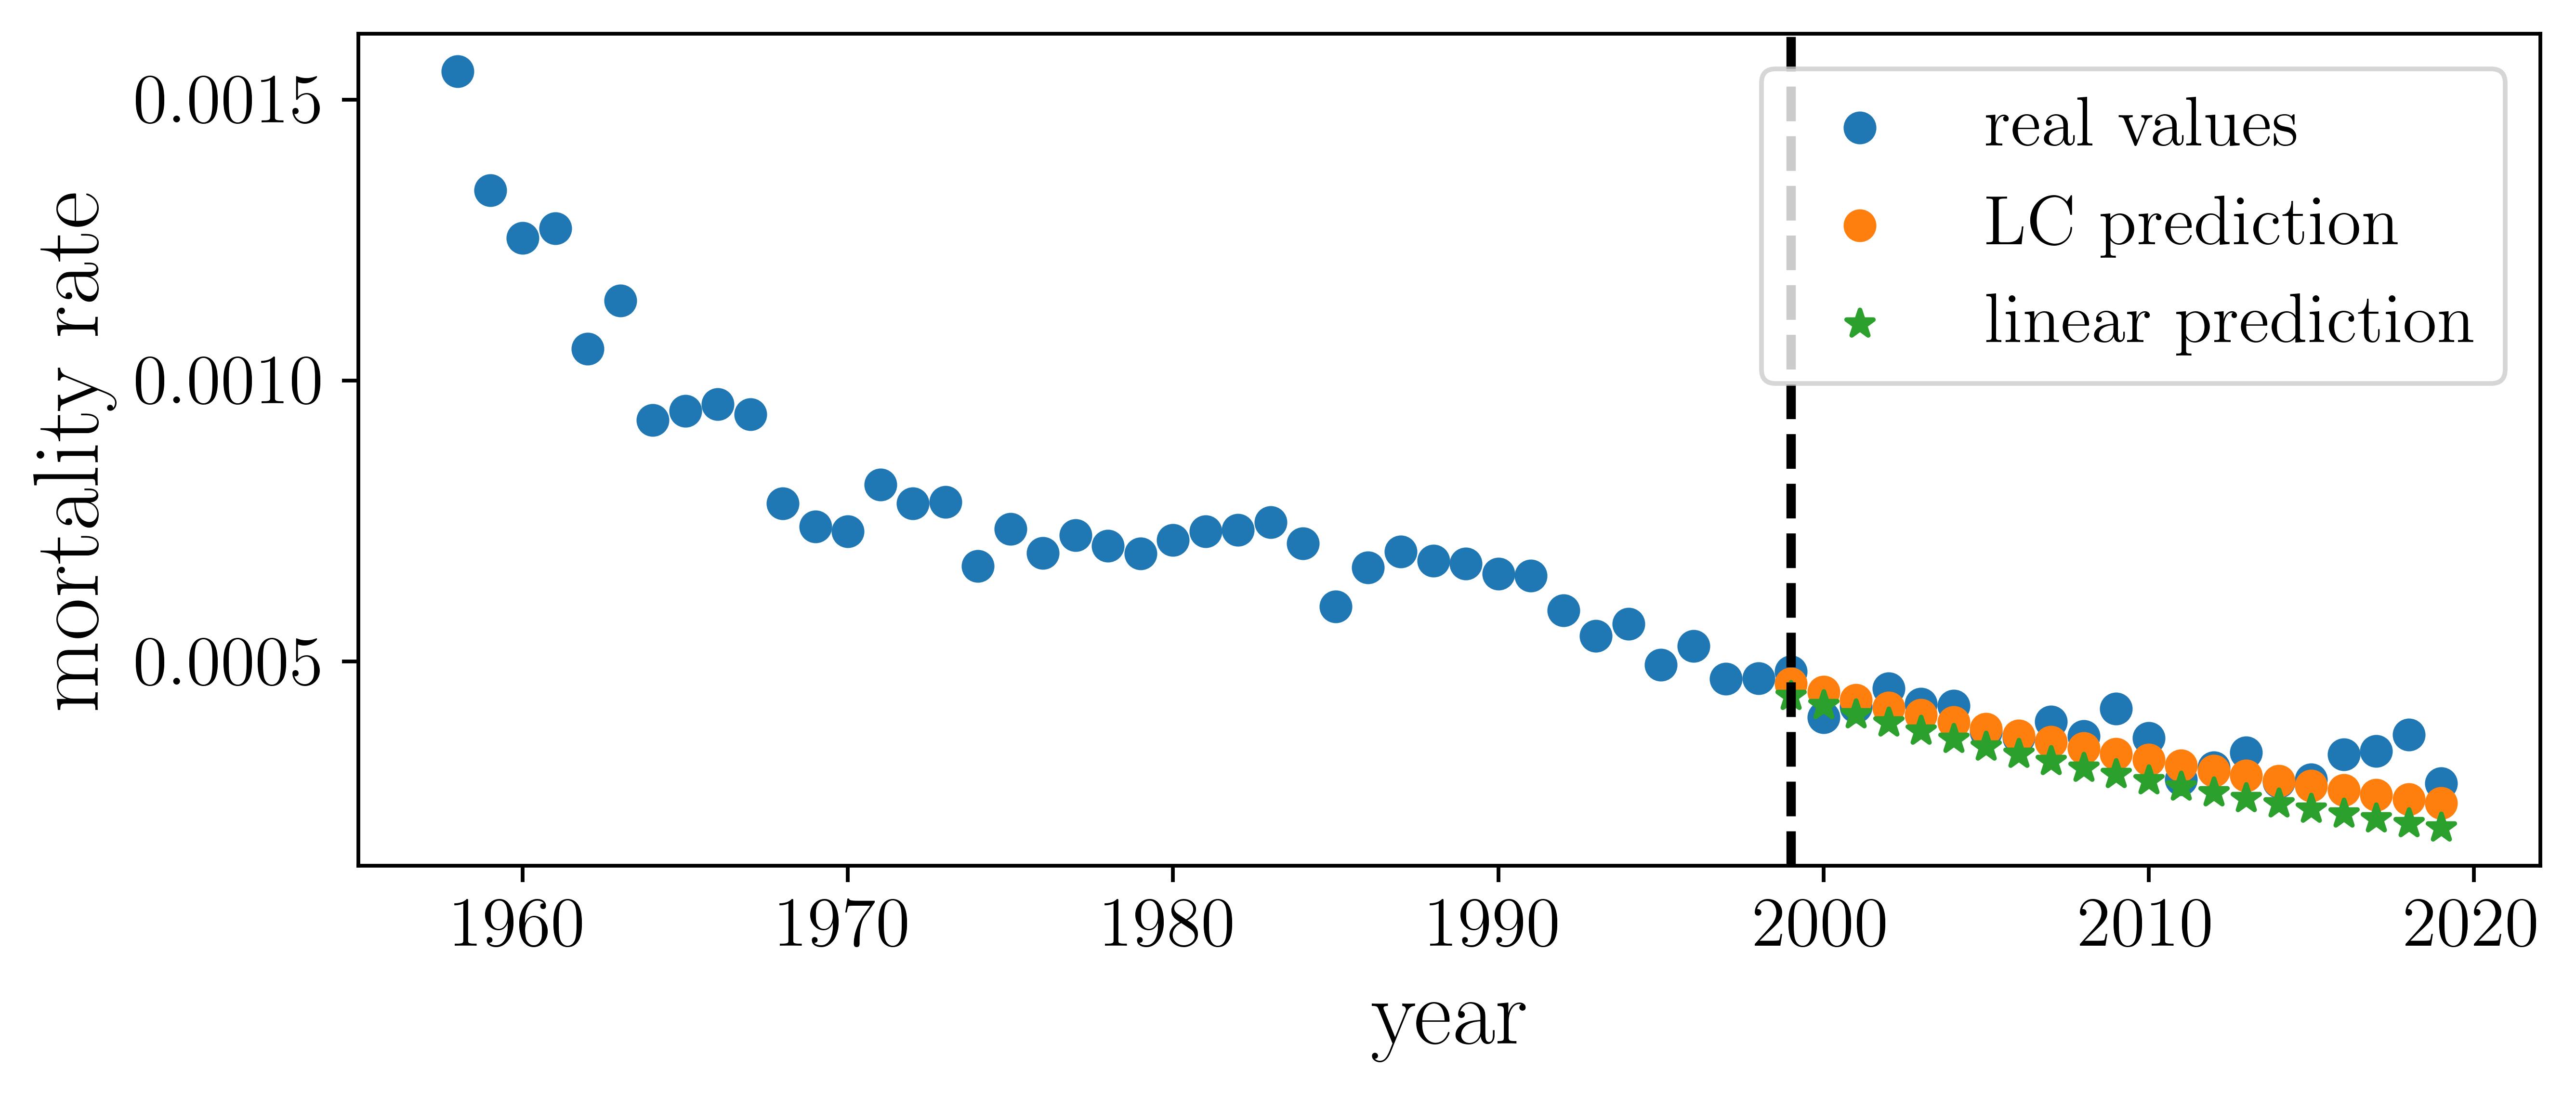 mortality rate
0.0015
0.0010
0.0005
real values
LC prediction
linear prediction
1960 1970 1980 1990 2000 2010 2020
year